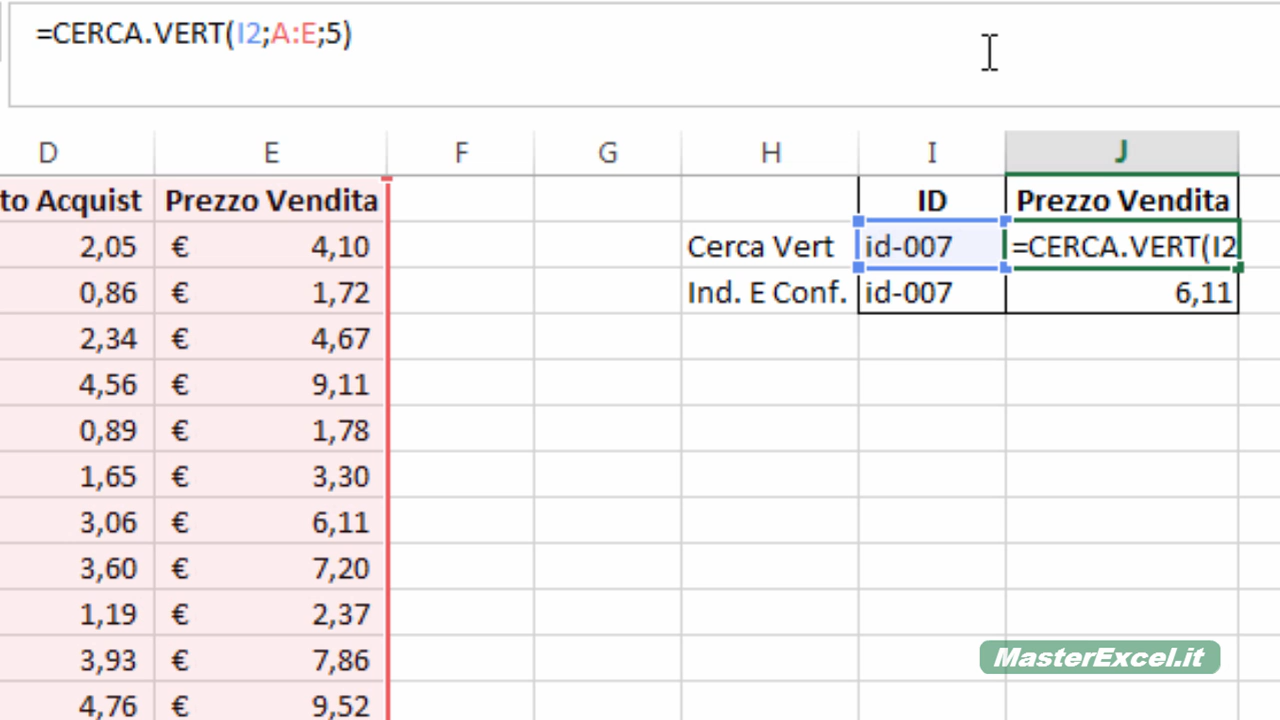 =CERCA.VERT(I2;A:E;5)
D E F G H I J
to Acquist Prezzo Vendita ID Prezzo Vendita
2,05 € 4,10 Cerca Vert id-007 =CERCA.VERT(I2
0,86 € 1,72 Ind. E Conf. id-007 6,11
2,34 € 4,67
4,56 € 9,11
0,89 € 1,78
1,65 € 3,30
3,06 € 6,11
3,60 € 7,20
1,19 € 2,37
3,93 € 7,86
4,76 € 9,52
MasterExcel.it